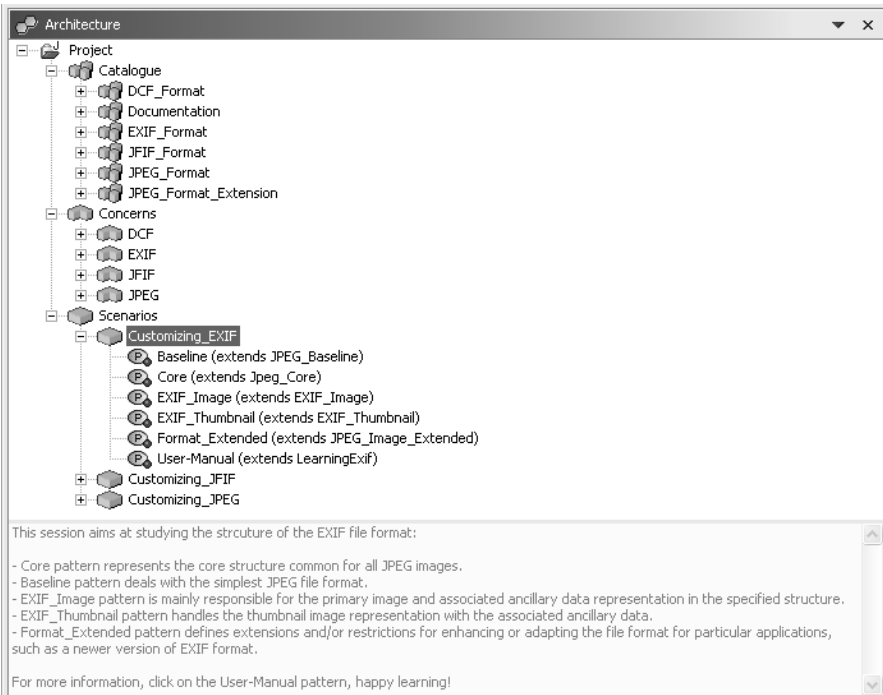 Architecture
Project
Catalogue
DCF_Format
Documentation
EXIF_Format
JFIF_Format
JPEG_Format
JPEG_Format_Extension
Concerns
DCF
EXIF
JFIF
JPEG
Scenarios
Customizing_EXIF
Baseline (extends JPEG_Baseline)
Core (extends Jpeg_Core)
EXIF_Image (extends EXIF_Image)
EXIF_Thumbnail (extends EXIF_Thumbnail)
Format_Extended (extends JPEG_Image_Extended)
User-Manual (extends LearningExif)
Customizing_JFIF
Customizing_JPEG
This session aims at studying the strcuture of the EXIF file format:
- Core pattern represents the core structure common for all JPEG images.
- Baseline pattern deals with the simplest JPEG file format.
- EXIF_Image pattern is mainly responsible for the primary image and associated ancillary data representation in the specified structure.
- EXIF_Thumbnail pattern handles the thumbnail image representation with the associated ancillary data.
- Format_Extended pattern defines extensions and/or restrictions for enhancing or adapting the file format for particular applications,
such as a newer version of EXIF format.
For more information, click on the User-Manual pattern, happy learning!